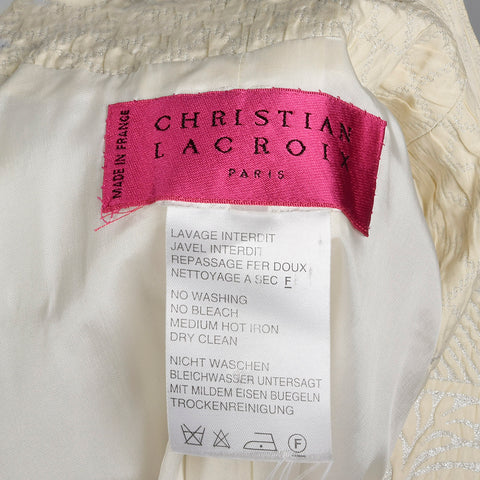 MADE IN FRANCE
CHRISTIAN
LACROIX
PARIS
LAVAGE INTERDIT
JAVEL INTERDIT
REPASSAGE FER DOUX
NETTOYAGE A SEC F
NO WASHING
NO BLEACH
MEDIUM HOT IRON
DRY CLEAN
NICHT WASCHEN
BLEICHWASSER UNTERSAGT
MIT MILDEM EISEN BUEGELN
TROCKENREINIGUNG
F